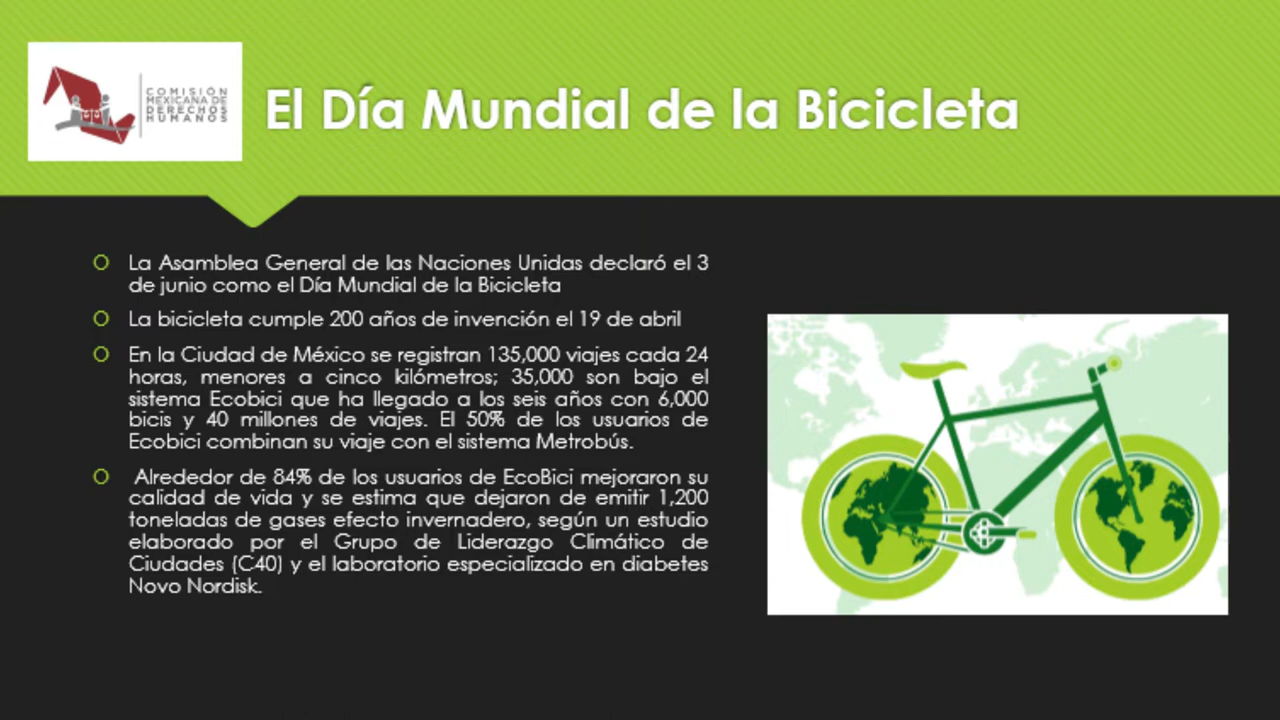 COMISIÓN
MEXICANA DE
DERECHOS
HUMANOS
El Día Mundial de la Bicicleta
La Asamblea General de las Naciones Unidas declaró el 3
de junio como el Día Mundial de la Bicicleta
La bicicleta cumple 200 años de invención el 19 de abril
En la Ciudad de México se registran 135,000 viajes cada 24
horas, menores a cinco kilómetros; 35,000 son bajo el
sistema Ecobici que ha llegado a los seis años con 6,000
bicis y 40 millones de viajes. El 50% de los usuarios de
Ecobici combinan su viaje con el sistema Metrobús.
Alrededor de 84% de los usuarios de EcoBici mejoraron su
calidad de vida y se estima que dejaron de emitir 1,200
toneladas de gases efecto invernadero, según un estudio
elaborado por el Grupo de Liderazgo Climático de
Ciudades (C40) y el laboratorio especializado en diabetes
Novo Nordisk.